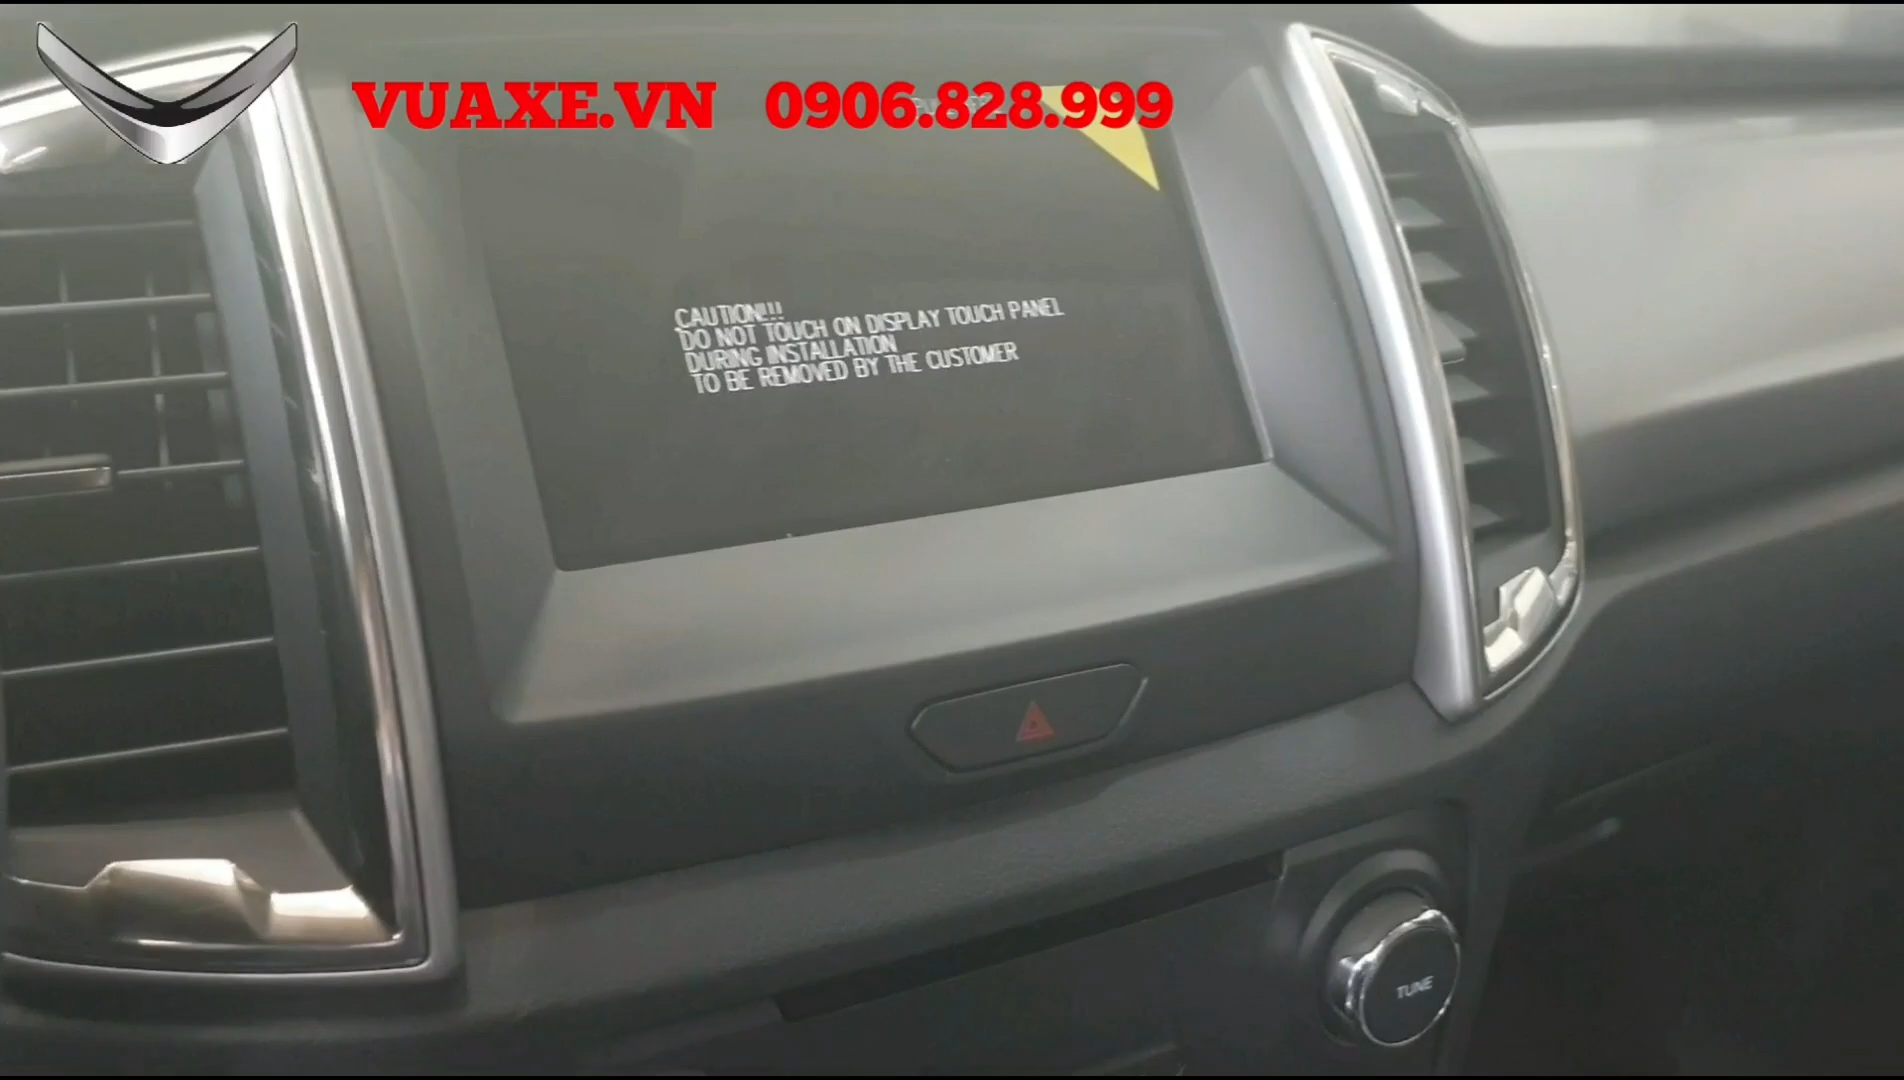 VUAXE.VN 0906.828.999
CAUTION!!!
DO NOT TOUCH ON DISPLAY TOUCH PANEL
DURING INSTALLATION
TO BE REMOVED BY THE CUSTOMER
TUNE